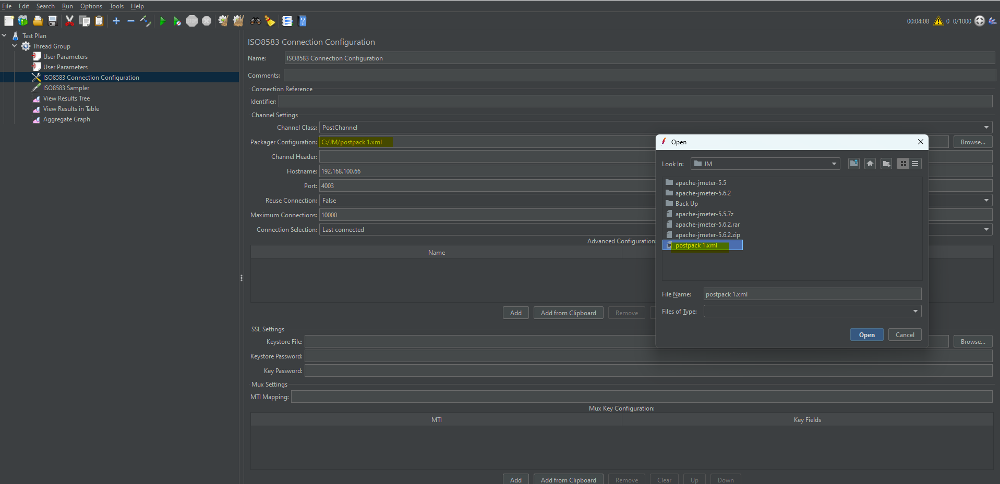 File Edit Search Run Options Tools Help
STOP
00:04:08 0 0/1000
Test Plan
Thread Group
User Parameters
User Parameters
ISO8583 Connection Configuration
ISO8583 Sampler
View Results Tree
View Results in Table
Aggregate Graph
ISO8583 Connection Configuration
Name: ISO8583 Connection Configuration
Comments:
Connection Reference
Identifier:
Channel Settings
Channel Class: PostChannel
Packager Configuration: C:/JM/postpack 1.xml Browse...
Channel Header:
Hostname: 192.168.100.66
Port: 4003
Reuse Connection: False
Maximum Connections: 10000
Connection Selection: Last connected
Advanced Configuration
Name
Add Add from Clipboard Remove
SSL Settings
Keystore File: Browse...
Keystore Password:
Key Password:
Mux Settings
MTI Mapping:
Mux Key Configuration:
MTI Key Fields
Add Add from Clipboard Remove Clear Up Down
Open
Look In: JM
apache-jmeter-5.5
apache-jmeter-5.6.2
Back Up
apache-jmeter-5.5.7z
apache-jmeter-5.6.2.rar
apache-jmeter-5.6.2.zip
postpack 1.xml
File Name: postpack 1.xml
Files of Type:
Open Cancel